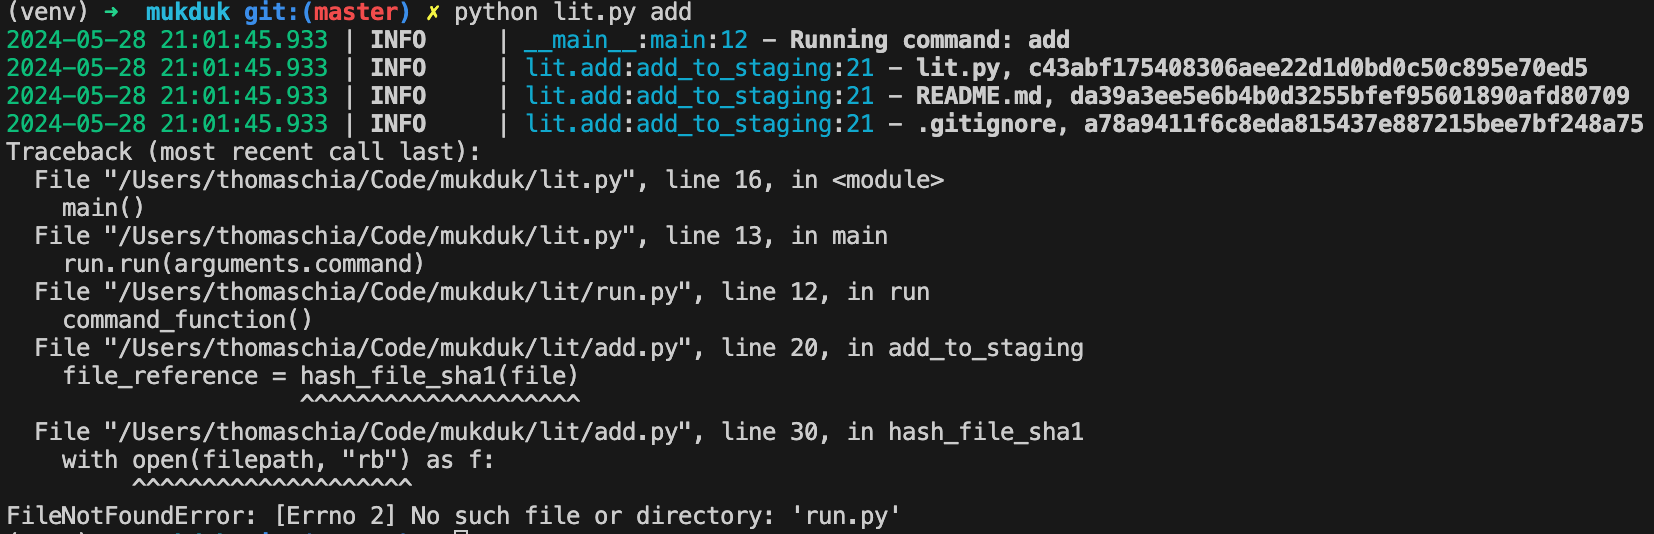 (venv) → mukduk git:(master) ✗ python lit.py add
2024-05-28 21:01:45.933 | INFO     | __main__:main:12 - Running command: add
2024-05-28 21:01:45.933 | INFO     | lit.add:add_to_staging:21 - lit.py, c43abf175408306aee22d1d0bd0c50c895e70ed5
2024-05-28 21:01:45.933 | INFO     | lit.add:add_to_staging:21 - README.md, da39a3ee5e6b4b0d3255bfef95601890afd80709
2024-05-28 21:01:45.933 | INFO     | lit.add:add_to_staging:21 - .gitignore, a78a9411f6c8eda815437e887215bee7bf248a75
Traceback (most recent call last):
  File "/Users/thomaschia/Code/mukduk/lit.py", line 16, in <module>
    main()
  File "/Users/thomaschia/Code/mukduk/lit.py", line 13, in main
    run.run(arguments.command)
  File "/Users/thomaschia/Code/mukduk/lit/run.py", line 12, in run
    command_function()
  File "/Users/thomaschia/Code/mukduk/lit/add.py", line 20, in add_to_staging
    file_reference = hash_file_sha1(file)
                     ^^^^^^^^^^^^^^^^^^^^
  File "/Users/thomaschia/Code/mukduk/lit/add.py", line 30, in hash_file_sha1
    with open(filepath, "rb") as f:
         ^^^^^^^^^^^^^^^^^^^^
FileNotFoundError: [Errno 2] No such file or directory: 'run.py'